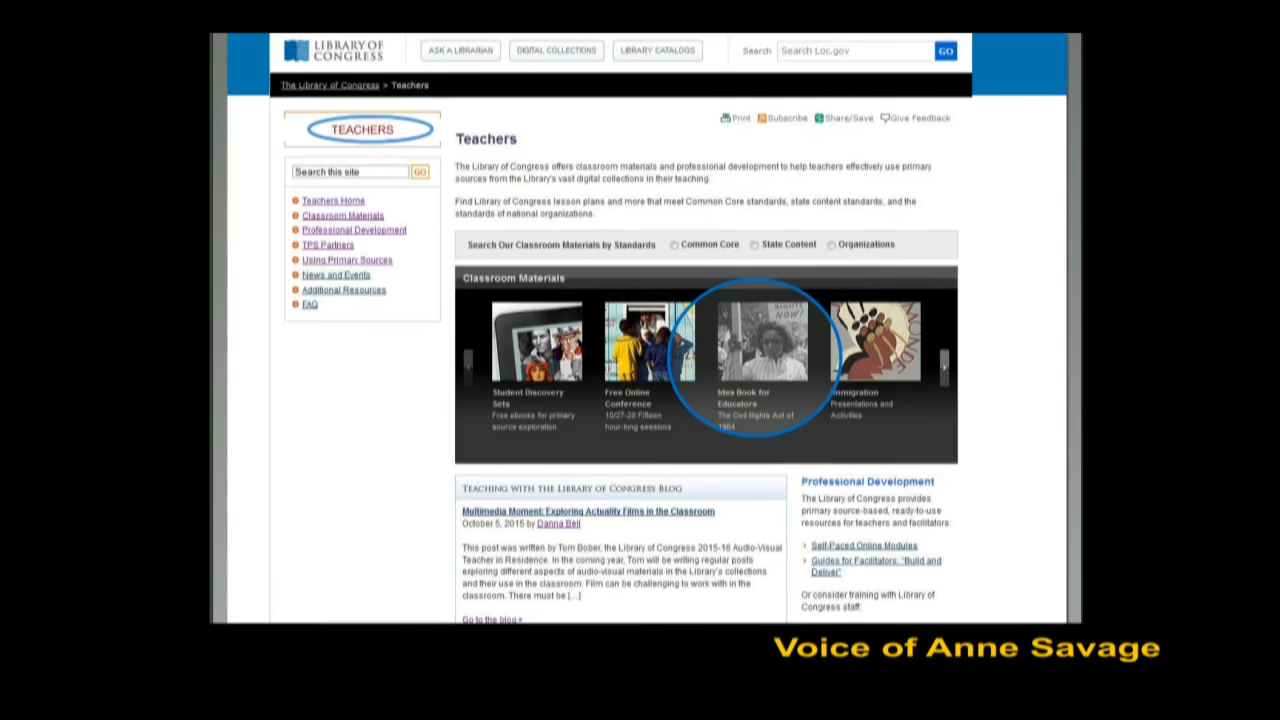 LIBRARY OF
CONGRESS
ASK A LIBRARIAN
DIGITAL COLLECTIONS
LIBRARY CATALOGS
Search
Search Loc.gov
GO
The Library of Congress > Teachers
TEACHERS
Search this site
GO
Teachers Home
Classroom Materials
Professional Development
TPS Partners
Using Primary Sources
News and Events
Additional Resources
FAQ
Print
Subscribe
Share/Save
Give Feedback
Teachers
The Library of Congress offers classroom materials and professional development to help teachers effectively use primary
sources from the Library's vast digital collections in their teaching.
Find Library of Congress lesson plans and more that meet Common Core standards, state content standards, and the
standards of national organizations.
Search Our Classroom Materials by Standards
Common Core
State Content
Organizations
Classroom Materials
RIGHTS
NOW!
Student Discovery
Sets
Free ebooks for primary
source exploration
Free Online
Conference
10/27-28 Fifteen
hour-long sessions
Idea Book for
Educators
The Civil Rights Act of
1964
Immigration
Presentations and
Activities
TEACHING WITH THE LIBRARY OF CONGRESS BLOG
Multimedia Moment: Exploring Actuality Films in the Classroom
October 5, 2015 by Danna Bell
This post was written by Tom Bober, the Library of Congress 2015-16 Audio-Visual
Teacher in Residence. In the coming year, Tom will be writing regular posts
exploring different aspects of audio-visual materials in the Library's collections
and their use in the classroom. Film can be challenging to work with in the
classroom. There must be [...]
Go to the blog »
Professional Development
The Library of Congress provides
primary source-based, ready-to-use
resources for teachers and facilitators:
Self-Paced Online Modules
Guides for Facilitators: "Build and
Deliver"
Or consider training with Library of
Congress staff:
Voice of Anne Savage